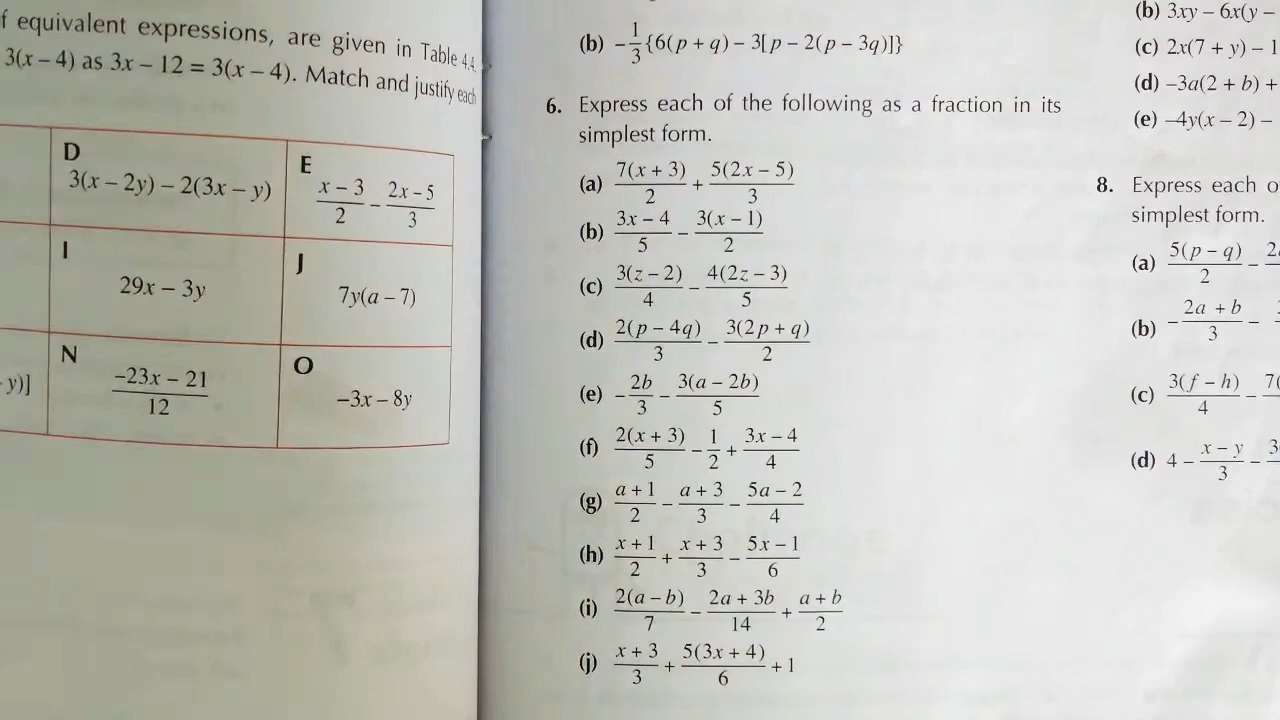 f equivalent expressions, are given in Table 4.4.
3(x – 4) as 3x – 12 = 3(x – 4). Match and justify each
D
3(x – 2y) – 2(3x – y)
E
x – 3/2 – 2x – 5/3
I
29x – 3y
J
7y(a – 7)
y)]
N
–23x – 21/12
O
–3x – 8y
(b) –1/3{6(p + q) – 3[p – 2(p – 3q)]}
6. Express each of the following as a fraction in its
simplest form.
(a) 7(x + 3)/2 + 5(2x – 5)/3
(b) 3x – 4/5 – 3(x – 1)/2
(c) 3(z – 2)/4 – 4(2z – 3)/5
(d) 2(p – 4q)/3 – 3(2p + q)/2
(e) –2b/3 – 3(a – 2b)/5
(f) 2(x + 3)/5 – 1/2 + 3x – 4/4
(g) a + 1/2 – a + 3/3 – 5a – 2/4
(h) x + 1/2 + x + 3/3 – 5x – 1/6
(i) 2(a – b)/7 – 2a + 3b/14 + a + b/2
(j) x + 3/3 + 5(3x + 4)/6 + 1
(b) 3xy – 6x(y –
(c) 2x(7 + y) – 1
(d) –3a(2 + b) +
(e) –4y(x – 2) –
8. Express each o
simplest form.
(a) 5(p – q)/2 – 2
(b) –2a + b/3 –
(c) 3(f – h)/4 – 7(
(d) 4 – x – y/3 – 3